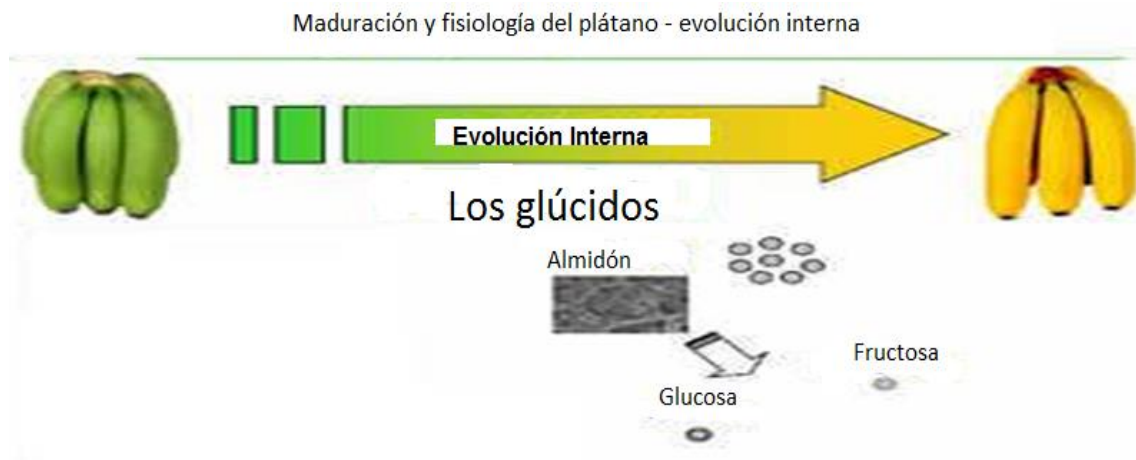 Maduración y fisiología del plátano - evolución interna
Evolución Interna
Los glúcidos
Almidón
Fructosa
Glucosa